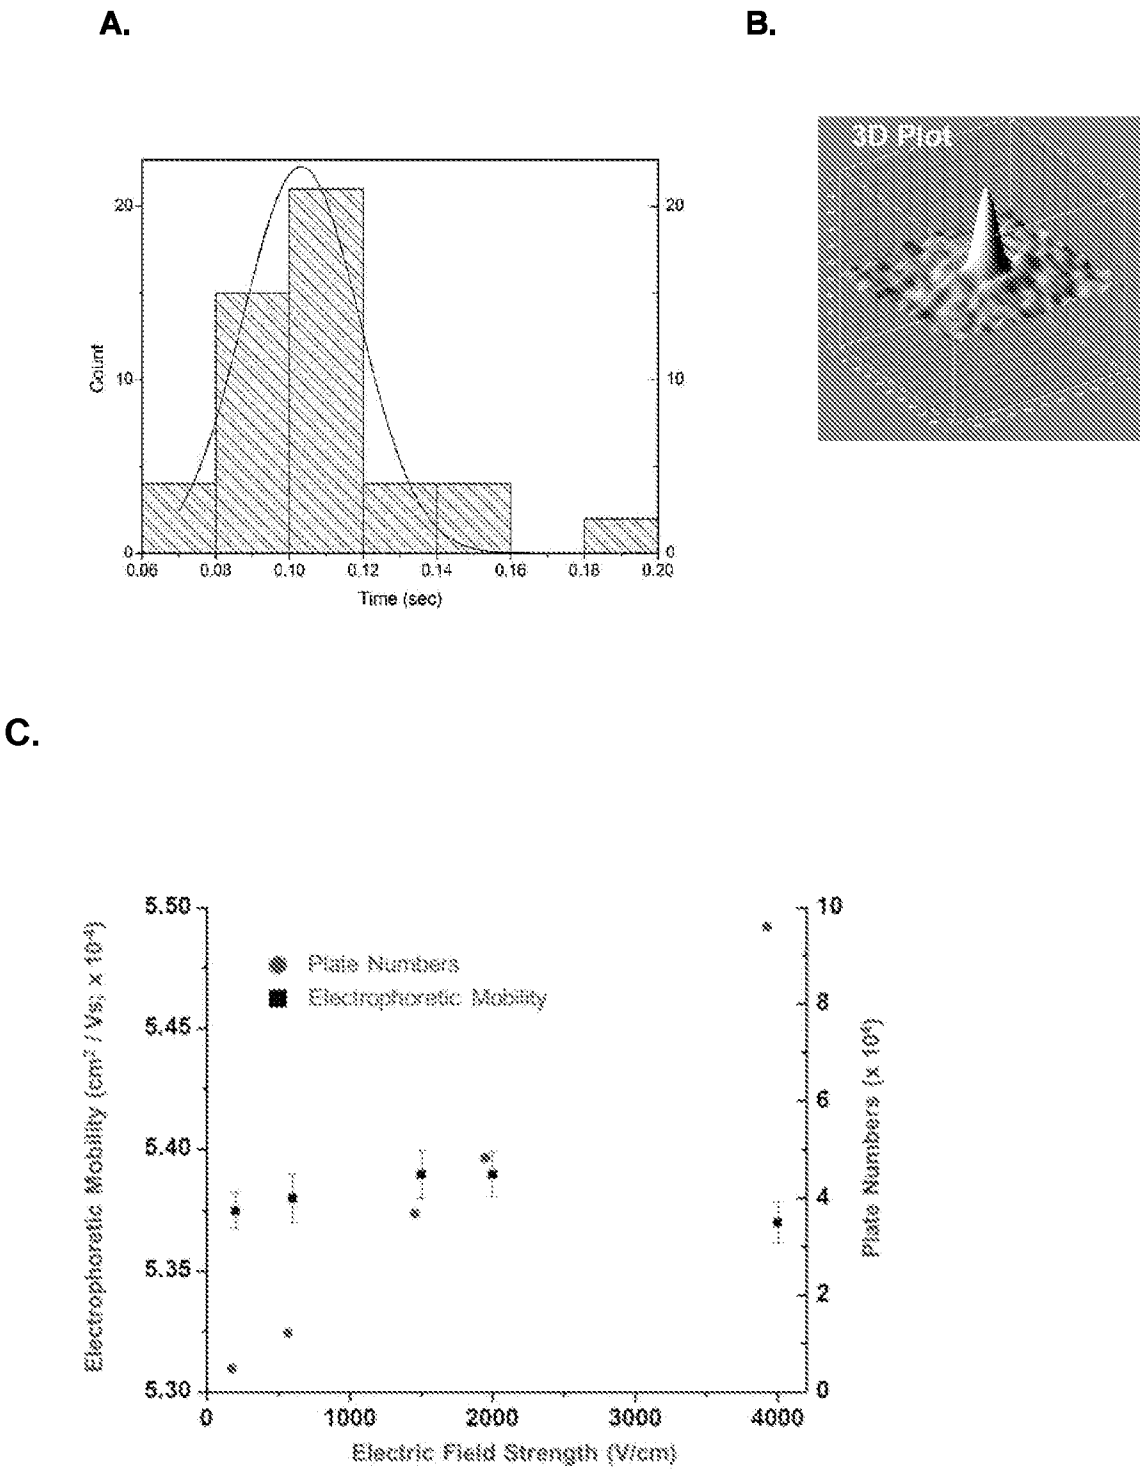 A.
B.
3D Plot
20
20
Count
10
10
0
0
0.06 0.08 0.10 0.12 0.14 0.16 0.18 0.20
Time (sec)
C.
5.50
10
Plate Numbers
Electrophoretic Mobility
8
5.45
6
5.40
4
5.35
2
5.30
0
0 1000 2000 3000 4000
Electric Field Strength (V/cm)
Electrophoretic Mobility (cm² / Vs; x 10⁻⁴)
Plate Numbers (x 10⁶)